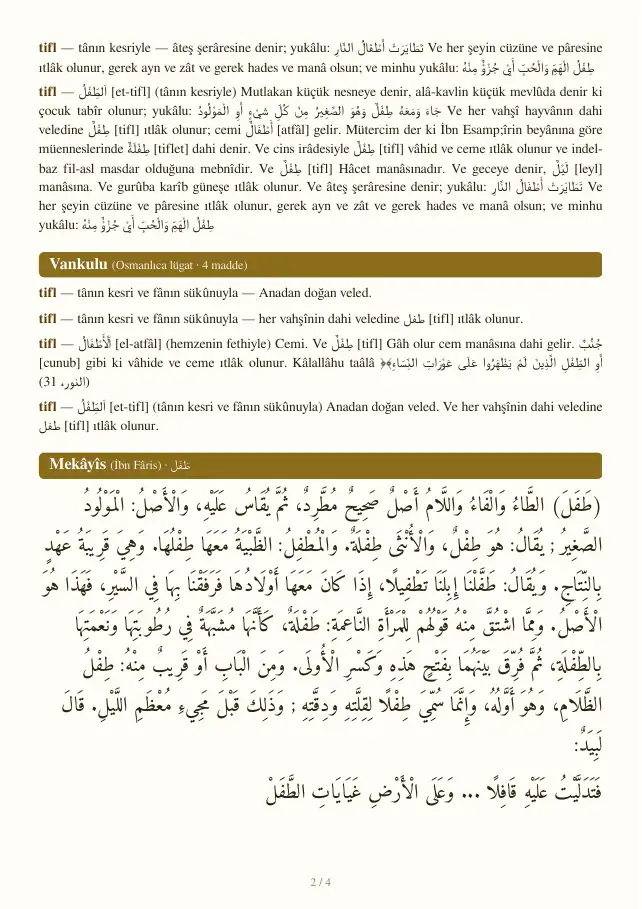 tifl — tânın kesriyle — âteş şerâresine denir; yukâlu: تَطَايَرَتْ أَطْفَالُ النَّارِ Ve her şeyin cüzüne ve pâresine
ıtlâk olunur, gerek ayn ve zât ve gerek hades ve manâ olsun; ve minhu yukâlu: طِفْلُ الْهَمِّ وَالْحُبِّ أَيْ جُزْؤٌ مِنْهُ
tifl — اَلطِّفْلُ [et-tifl] (tânın kesriyle) Mutlakan küçük nesneye denir, alâ-kavlin küçük mevlûda denir ki
çocuk tabîr olunur; yukâlu: جَاءَ وَمَعَهُ طِفْلٌ وَهُوَ الصَّغِيرُ مِنْ كُلِّ شَيْءٍ أَوِ الْمَوْلُودُ Ve her vahşî hayvânın dahi
veledine طِفْلٌ [tifl] ıtlâk olunur; cemi أَطْفَالٌ [atfâl] gelir. Mütercim der ki İbn Esamp;îrin beyânına göre
müenneslerinde طِفْلَةٌ [tiflet] dahi denir. Ve cins irâdesiyle طِفْلٌ [tifl] vâhid ve ceme ıtlâk olunur ve indel-
baz fil-asl masdar olduğuna mebnîdir. Ve طِفْلٌ [tifl] Hâcet manâsınadır. Ve geceye denir, لَيْلٌ [leyl]
manâsına. Ve gurûba karîb güneşe ıtlâk olunur. Ve âteş şerâresine denir; yukâlu: تَطَايَرَتْ أَطْفَالُ النَّارِ Ve
her şeyin cüzüne ve pâresine ıtlâk olunur, gerek ayn ve zât ve gerek hades ve manâ olsun; ve minhu
yukâlu: طِفْلُ الْهَمِّ وَالْحُبِّ أَيْ جُزْؤٌ مِنْهُ
Vankulu (Osmanlıca lügat · 4 madde)
tifl — tânın kesri ve fânın sükûnuyla — Anadan doğan veled.
tifl — tânın kesri ve fânın sükûnuyla — her vahşînin dahi veledine طفل [tifl] ıtlâk olunur.
tifl — اَلْأَطْفَالُ [el-atfâl] (hemzenin fethiyle) Cemi. Ve طِفْلٌ [tifl] Gâh olur cem manâsına dahi gelir. جُنُبٌ
[cunub] gibi ki vâhide ve ceme ıtlâk olunur. Kâlallâhu taâlâ ﴿أَوِ الطِّفْلِ الَّذِينَ لَمْ يَظْهَرُوا عَلَى عَوْرَاتِ النِّسَاءِ﴾
(النور، 31)
tifl — اَلطِّفْلُ [et-tifl] (tânın kesri ve fânın sükûnuyla) Anadan doğan veled. Ve her vahşînin dahi veledine
طفل [tifl] ıtlâk olunur.
Mekâyîs (İbn Fâris) · طَفَلَ
(طَفَلَ) الطَّاءُ وَالْفَاءُ وَاللَّامُ أَصْلٌ صَحِيحٌ مُطَّرِدٌ، ثُمَّ يُقَاسُ عَلَيْهِ، وَالْأَصْلُ: الْمَوْلُودُ
الصَّغِيرُ ; يُقَالُ: هُوَ طِفْلٌ، وَالْأُنْثَى طِفْلَةٌ. وَالْمُطْفِلُ: الظَّبْيَةُ مَعَهَا طِفْلُهَا. وَهِيَ قَرِيبَةُ عَهْدٍ
بِالنِّتَاجِ. وَيُقَالُ: طَفَّلْنَا إِبِلَنَا تَطْفِيلًا، إِذَا كَانَ مَعَهَا أَوْلَادُهَا فَرَفَقْنَا بِهَا فِي السَّيْرِ، فَهَذَا هُوَ
الْأَصْلُ. وَمِمَّا اشْتُقَّ مِنْهُ قَوْلُهُمْ لِلْمَرْأَةِ النَّاعِمَةِ: طَفْلَةٌ، كَأَنَّهَا مُشَبَّهَةٌ فِي رُطُوبَتِهَا وَنَعْمَتِهَا
بِالطِّفْلَةِ، ثُمَّ فُرِّقَ بَيْنَهُمَا بِفَتْحِ هَذِهِ وَكَسْرِ الْأُولَى. وَمِنَ الْبَابِ أَوْ قَرِيبٌ مِنْهُ: طِفْلُ
الظَّلَامِ، وَهُوَ أَوَّلُهُ، وَإِنَّمَا سُمِّيَ طِفْلًا لِقِلَّتِهِ وَدِقَّتِهِ ; وَذَلِكَ قَبْلَ مَجِيءِ مُعْظَمِ اللَّيْلِ. قَالَ
لَبِيَدٌ:
فَتَدَلَّيْتُ عَلَيْهِ قَافِلًا ... وَعَلَى الْأَرْضِ غَيَايَاتِ الطَّفَلْ
2 / 4